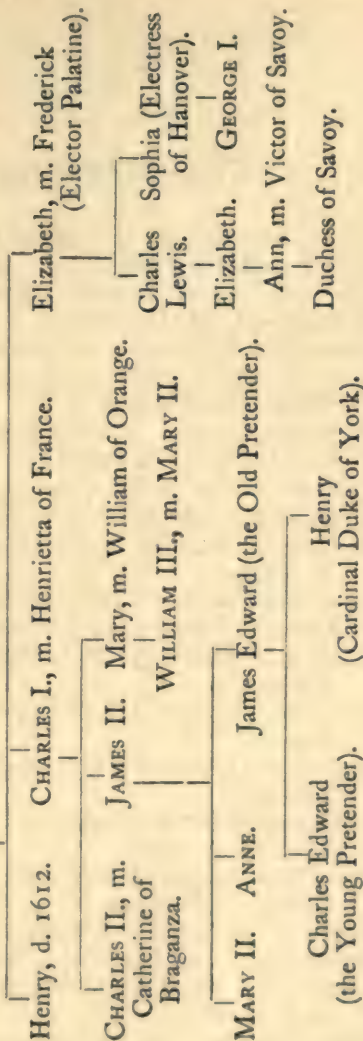 Henry, d. 1612.
CHARLES I., m. Henrietta of France.
Elizabeth, m. Frederick
(Elector Palatine).
CHARLES II., m.
Catherine of
Braganza.
JAMES II.
Mary, m. William of Orange.
Charles
Lewis.
Sophia (Electress
of Hanover).
WILLIAM III., m. MARY II.
Elizabeth.
GEORGE I.
MARY II.
ANNE.
James Edward (the Old Pretender).
Ann, m. Victor of Savoy.
Duchess of Savoy.
Charles Edward
(the Young Pretender).
Henry
(Cardinal Duke of York).